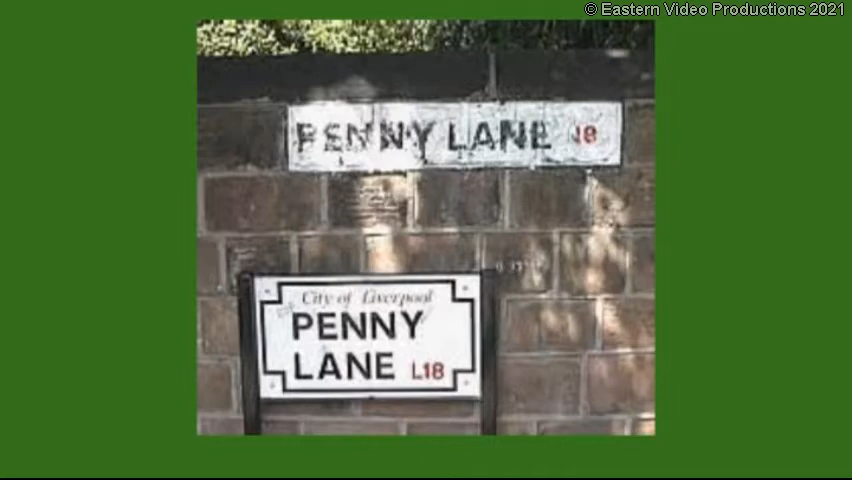 © Eastern Video Productions 2021
PENNY LANE 18
City of Liverpool
PENNY
LANE L18